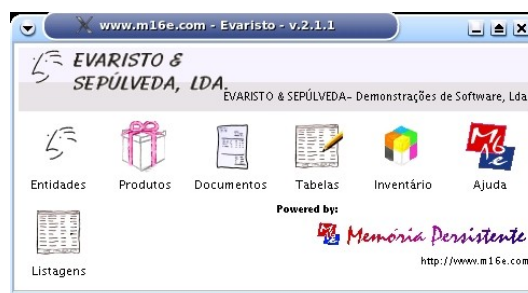 www.m16e.com - Evaristo - v.2.1.1
EVARISTO &
SEPÚLVEDA, LDA.
EVARISTO & SEPÚLVEDA- Demonstrações de Software, Lda
Entidades Produtos Documentos Tabelas Inventário Ajuda
Powered by:
M16e Memória Persistente
http://www.m16e.com
Listagens